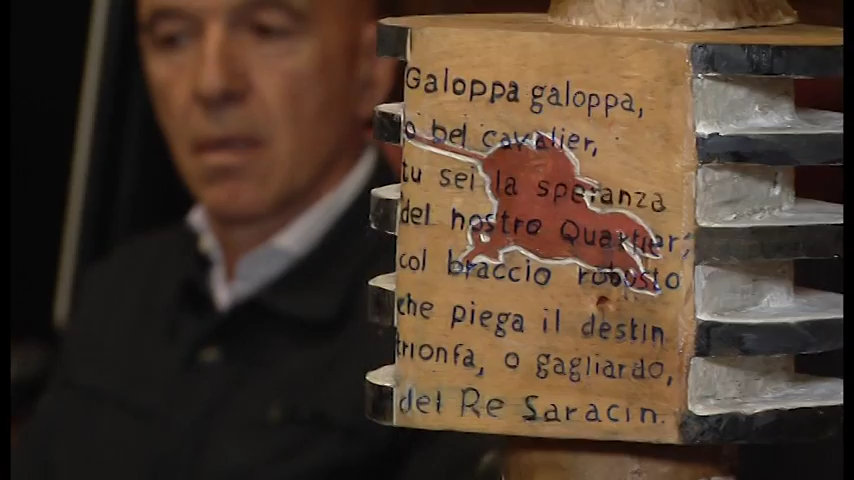 Galoppa galoppa,
o bel cavalier,
tu sei la speranza
del nostro Quartier;
col braccio robusto
che piega il destin
trionfa, o gagliardo,
del Re Saracin.